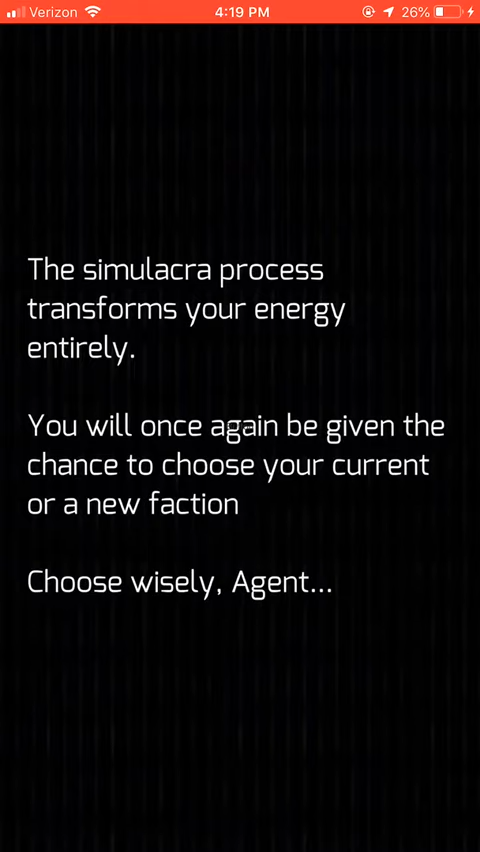 Verizon 4:19 PM 26%
The simulacra process
transforms your energy
entirely.
You will once again be given the
chance to choose your current
or a new faction
Choose wisely, Agent...